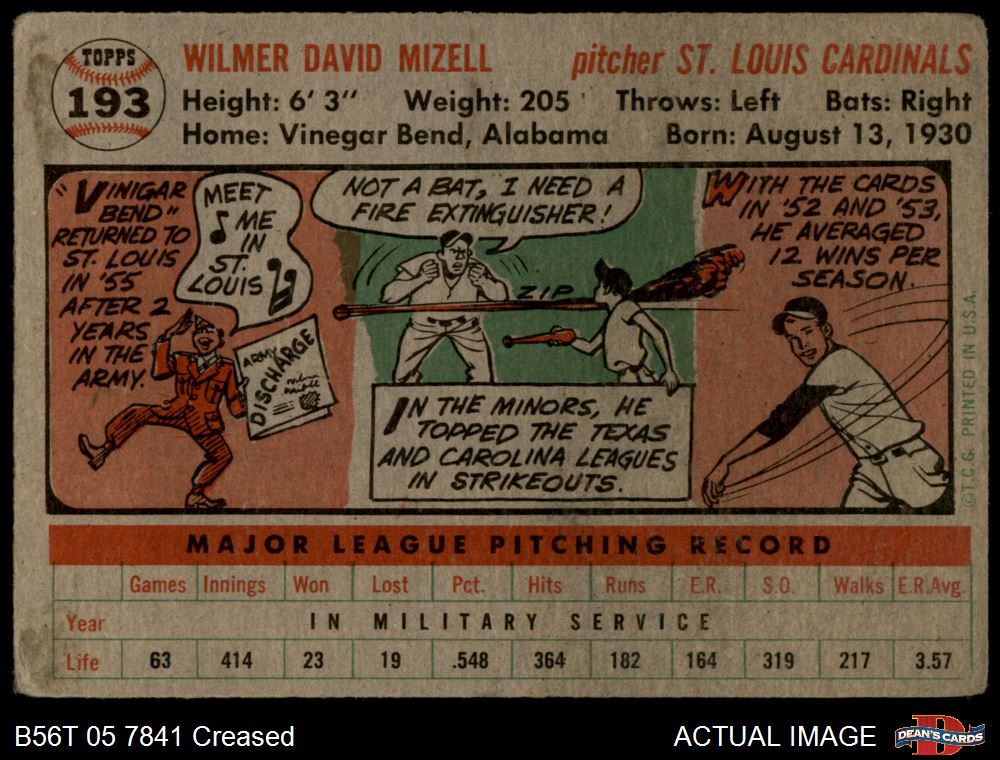 TOPPS
193
WILMER DAVID MIZELL pitcher ST. LOUIS CARDINALS
Height: 6' 3" Weight: 205 Throws: Left Bats: Right
Home: Vinegar Bend, Alabama Born: August 13, 1930
"VINIGAR
BEND"
RETURNED TO
ST. LOUIS
IN '55
AFTER 2
YEARS
IN THE
ARMY.
MEET
ME
IN
ST.
LOUIS
ARMY
DISCHARGE
NOT A BAT, I NEED A
FIRE EXTINGUISHER!
ZIP
IN THE MINORS, HE
TOPPED THE TEXAS
AND CAROLINA LEAGUES
IN STRIKEOUTS.
WITH THE CARDS
IN '52 AND '53,
HE AVERAGED
12 WINS PER
SEASON.
©T.C.G. PRINTED IN U.S.A.
MAJOR LEAGUE PITCHING RECORD
Games Innings Won Lost Pct. Hits Runs E.R. S.O. Walks E.R.Avg.
Year IN MILITARY SERVICE
Life 63 414 23 19 .548 364 182 164 319 217 3.57
B56T 05 7841 Creased ACTUAL IMAGE
DEAN'S CARDS